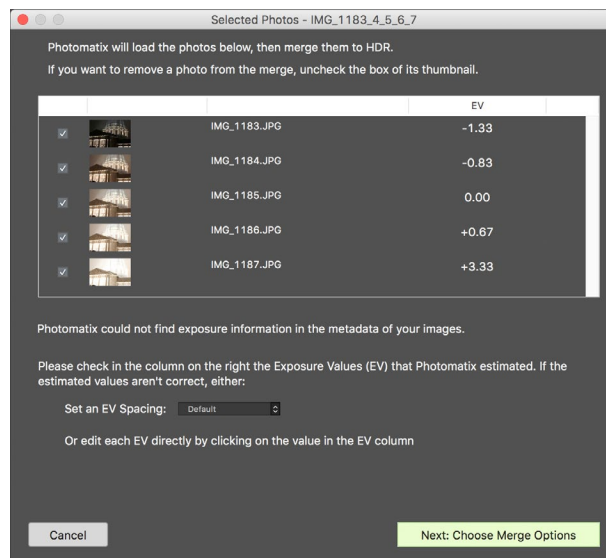 Selected Photos - IMG_1183_4_5_6_7
Photomatix will load the photos below, then merge them to HDR.
If you want to remove a photo from the merge, uncheck the box of its thumbnail.
EV
IMG_1183.JPG -1.33
IMG_1184.JPG -0.83
IMG_1185.JPG 0.00
IMG_1186.JPG +0.67
IMG_1187.JPG +3.33
Photomatix could not find exposure information in the metadata of your images.
Please check in the column on the right the Exposure Values (EV) that Photomatix estimated. If the
estimated values aren't correct, either:
Set an EV Spacing: Default
Or edit each EV directly by clicking on the value in the EV column
Cancel Next: Choose Merge Options